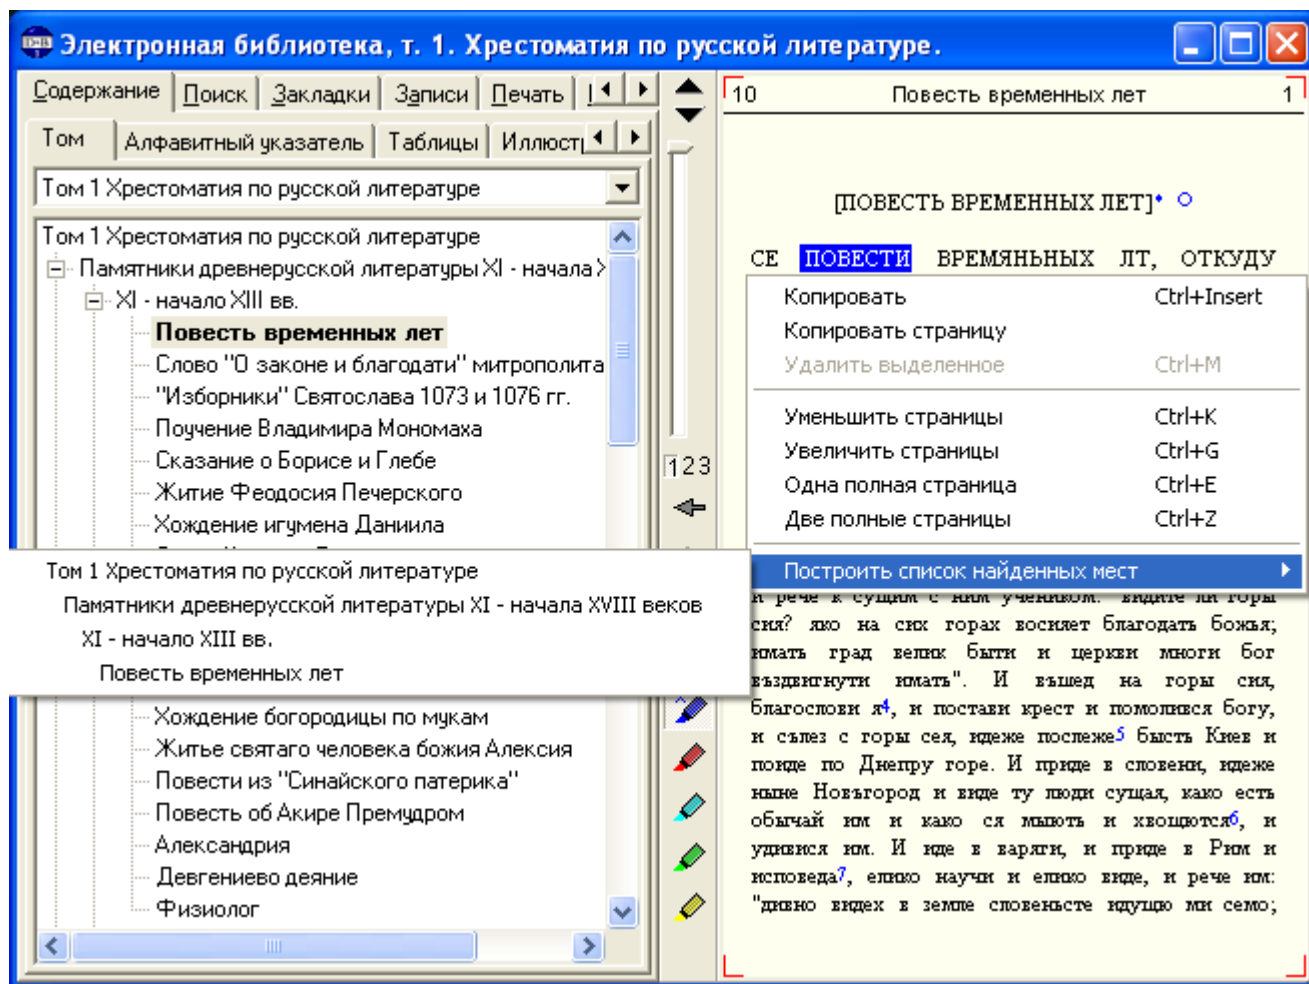 Электронная библиотека, т. 1. Хрестоматия по русской литературе.
Содержание Поиск Закладки Записи Печать
Том Алфавитный указатель Таблицы Иллюст
Том 1 Хрестоматия по русской литературе
Том 1 Хрестоматия по русской литературе
Памятники древнерусской литературы XI - начала
XI - начало XIII вв.
Повесть временных лет
Слово "О законе и благодати" митрополита
"Изборники" Святослава 1073 и 1076 гг.
Поучение Владимира Мономаха
Сказание о Борисе и Глебе
Житие Феодосия Печерского
Хождение игумена Даниила
Том 1 Хрестоматия по русской литературе
Памятники древнерусской литературы XI - начала XVIII веков
XI - начало XIII вв.
Повесть временных лет
Хождение богородицы по мукам
Житье святаго человека божия Алексия
Повести из "Синайского патерика"
Повесть об Акире Премудром
Александрия
Девгениево деяние
Физиолог
123
10 Повесть временных лет 1
[ПОВЕСТЬ ВРЕМЕННЫХ ЛЕТ]*
СЕ ПОВЕСТИ ВРЕМЯНЬНЫХ ЛТ, ОТКУДУ
Копировать Ctrl+Insert
Копировать страницу
Удалить выделенное Ctrl+M
Уменьшить страницы Ctrl+K
Увеличить страницы Ctrl+G
Одна полная страница Ctrl+E
Две полные страницы Ctrl+Z
Построить список найденных мест
и рече к сущим с ним учеником: "видите ли горы
сия? яко на сих горах восияет благодать божья;
имать град велик быти и церкви многи бог
въздвигнути имать". И въшед на горы сия,
благослови я4, и постави крест и помолився богу,
и сълез с горы сея, идеже послеже5 бысть Киев и
поиде по Днепру горе. И приде в словени, идеже
ныне Новъгород и виде ту люди сущая, како есть
обычай им и како ся мыють и хвощются6, и
удивися им. И иде в варяги, и приде в Рим и
исповеда7, елико научи и елико виде, и рече им:
"дивно видех в земле словеньсте идущю ми семо;